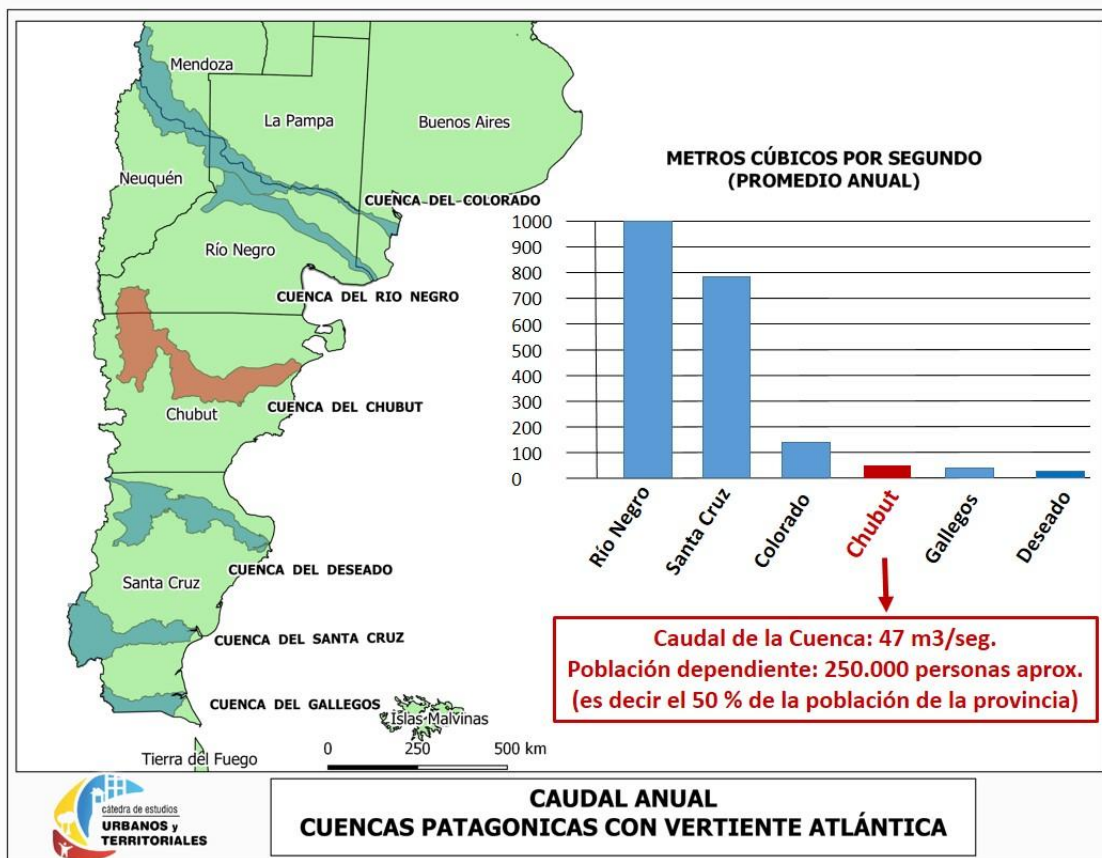 Mendoza
La Pampa
Buenos Aires
Neuquén
CUENCA DEL COLORADO
Río Negro
CUENCA DEL RIO NEGRO
Chubut
CUENCA DEL CHUBUT
CUENCA DEL DESEADO
Santa Cruz
CUENCA DEL SANTA CRUZ
CUENCA DEL GALLEGOS
Islas Malvinas
Tierra del Fuego
0 250 500 km
METROS CÚBICOS POR SEGUNDO
(PROMEDIO ANUAL)
1000
900
800
700
600
500
400
300
200
100
0
Río Negro
Santa Cruz
Colorado
Chubut
Gallegos
Deseado
Caudal de la Cuenca: 47 m3/seg.
Población dependiente: 250.000 personas aprox.
(es decir el 50 % de la población de la provincia)
cátedra de estudios
URBANOS y
TERRITORIALES
CAUDAL ANUAL
CUENCAS PATAGONICAS CON VERTIENTE ATLÁNTICA